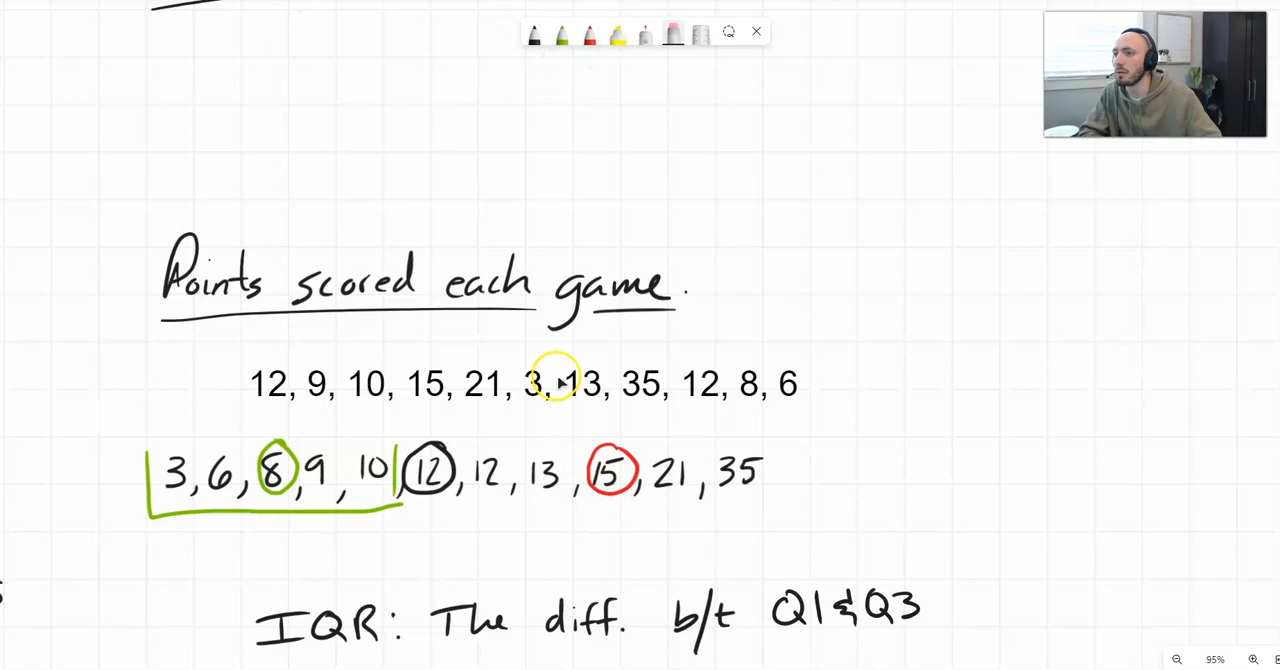 Points scored each game.
12, 9, 10, 15, 21, 3, 13, 35, 12, 8, 6
3, 6, 8, 9, 10, 12, 12, 13, 15, 21, 35
IQR: The diff. b/t Q1 & Q3
95%